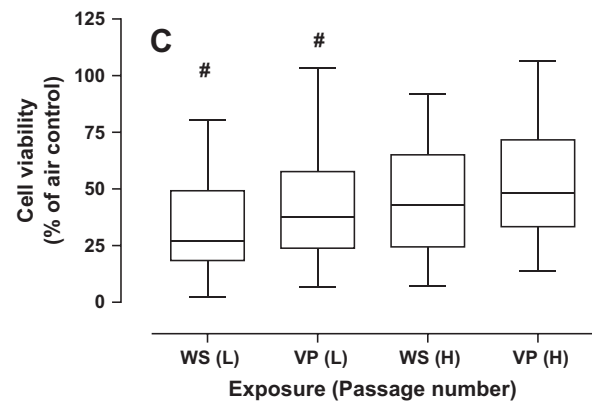 C
#
#
Cell viability
(% of air control)
125
100
75
50
25
0
WS (L)
VP (L)
WS (H)
VP (H)
Exposure (Passage number)